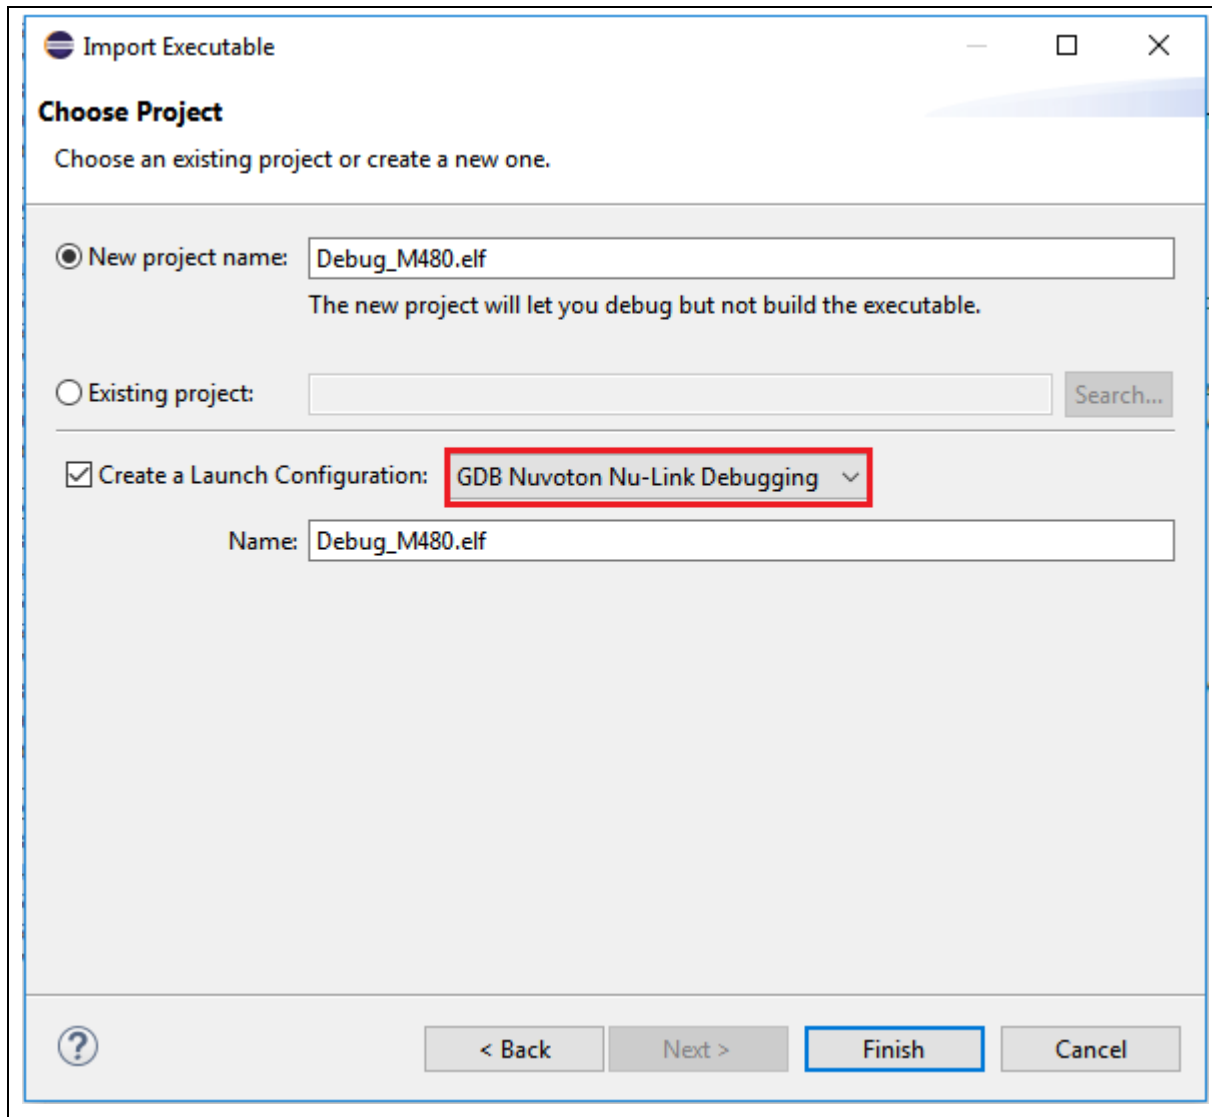 Import Executable
Choose Project
Choose an existing project or create a new one.
New project name: Debug_M480.elf
The new project will let you debug but not build the executable.
Existing project: Search...
Create a Launch Configuration: GDB Nuvoton Nu-Link Debugging
Name: Debug_M480.elf
? < Back Next > Finish Cancel